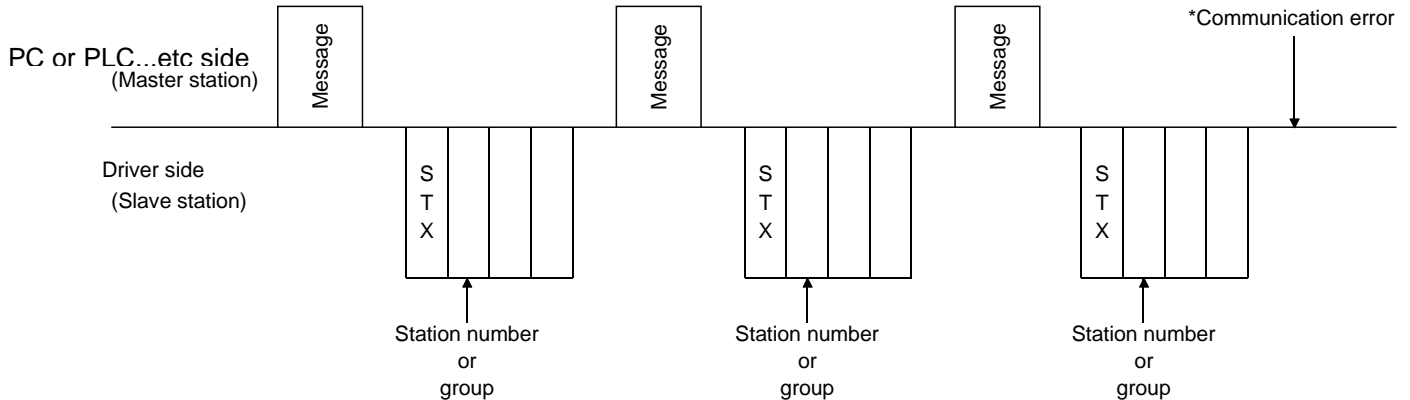 *Communication error
PC or PLC...etc side
(Master station)
Message
Message
Message
Driver side
(Slave station)
S
T
X
S
T
X
S
T
X
Station number
or
group
Station number
or
group
Station number
or
group